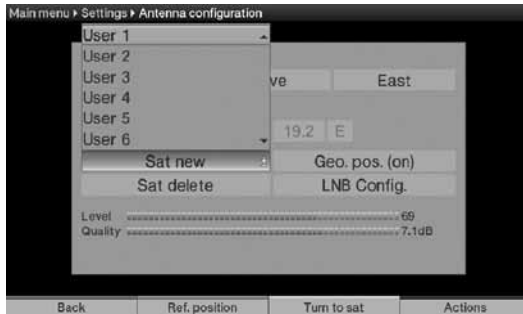 Main menu ▸ Settings ▸ Antenna configuration
User 1
User 2
User 3
ve East
User 4
User 5
19.2 E
User 6
Sat new Geo. pos. (on)
Sat delete LNB Config.
Level 69
Quality 7.1dB
Back Ref. position Turn to sat Actions